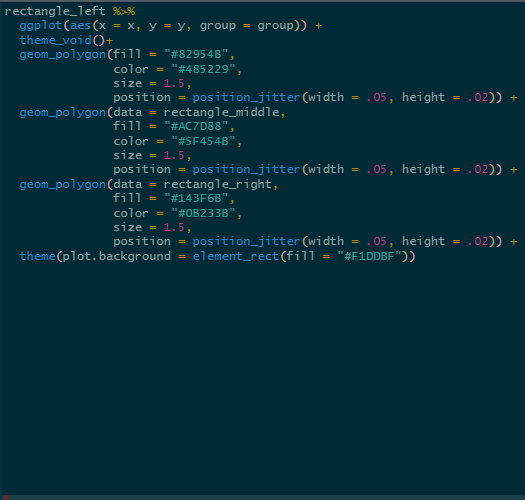 rectangle_left %>%
  ggplot(aes(x = x, y = y, group = group)) +
  theme_void()+
  geom_polygon(fill = "#82954B",
               color = "#485229",
               size = 1.5,
               position = position_jitter(width = .05, height = .02)) +
  geom_polygon(data = rectangle_middle,
               fill = "#AC7D88",
               color = "#5F454B",
               size = 1.5,
               position = position_jitter(width = .05, height = .02)) +
  geom_polygon(data = rectangle_right,
               fill = "#143F6B",
               color = "#0B233B",
               size = 1.5,
               position = position_jitter(width = .05, height = .02)) +
  theme(plot.background = element_rect(fill = "#F1DDBF"))